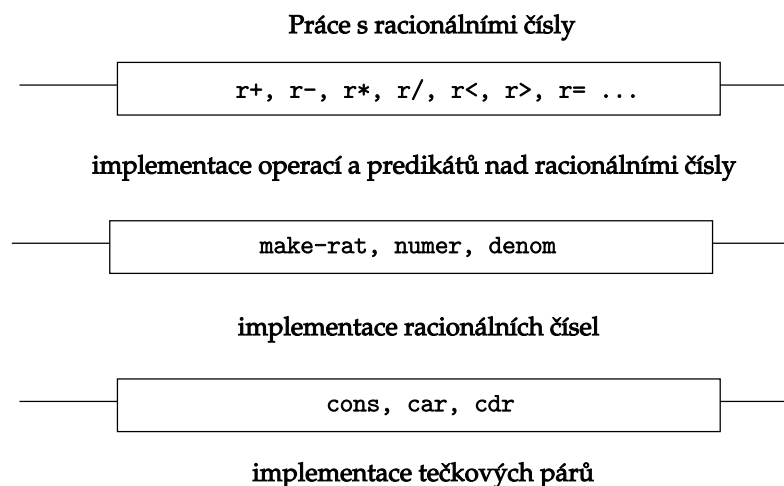 Práce s racionálními čísly
r+, r-, r*, r/, r<, r>, r= ...
implementace operací a predikátů nad racionálními čísly
make-rat, numer, denom
implementace racionálních čísel
cons, car, cdr
implementace tečkových párů